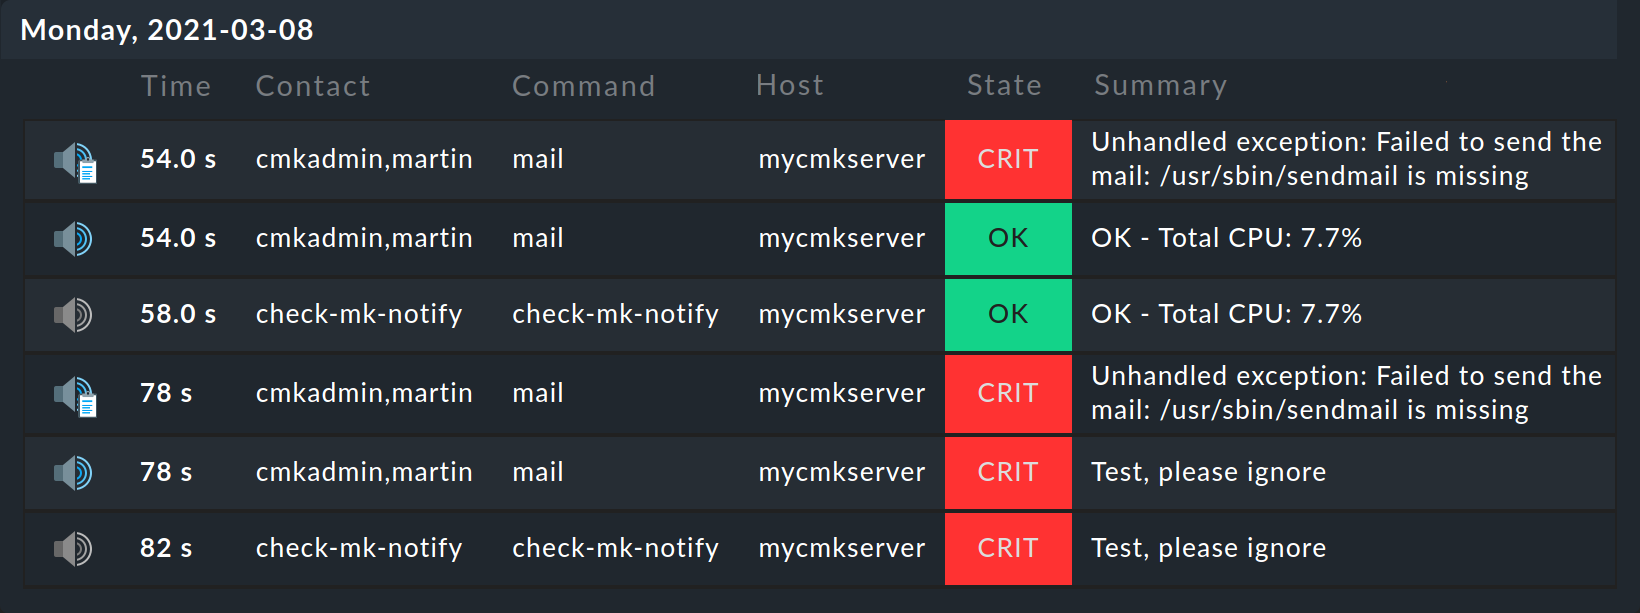 Monday, 2021-03-08
Time Contact Command Host State Summary
54.0 s cmkadmin,martin mail mycmkserver CRIT Unhandled exception: Failed to send the
mail: /usr/sbin/sendmail is missing
54.0 s cmkadmin,martin mail mycmkserver OK OK - Total CPU: 7.7%
58.0 s check-mk-notify check-mk-notify mycmkserver OK OK - Total CPU: 7.7%
78 s cmkadmin,martin mail mycmkserver CRIT Unhandled exception: Failed to send the
mail: /usr/sbin/sendmail is missing
78 s cmkadmin,martin mail mycmkserver CRIT Test, please ignore
82 s check-mk-notify check-mk-notify mycmkserver CRIT Test, please ignore